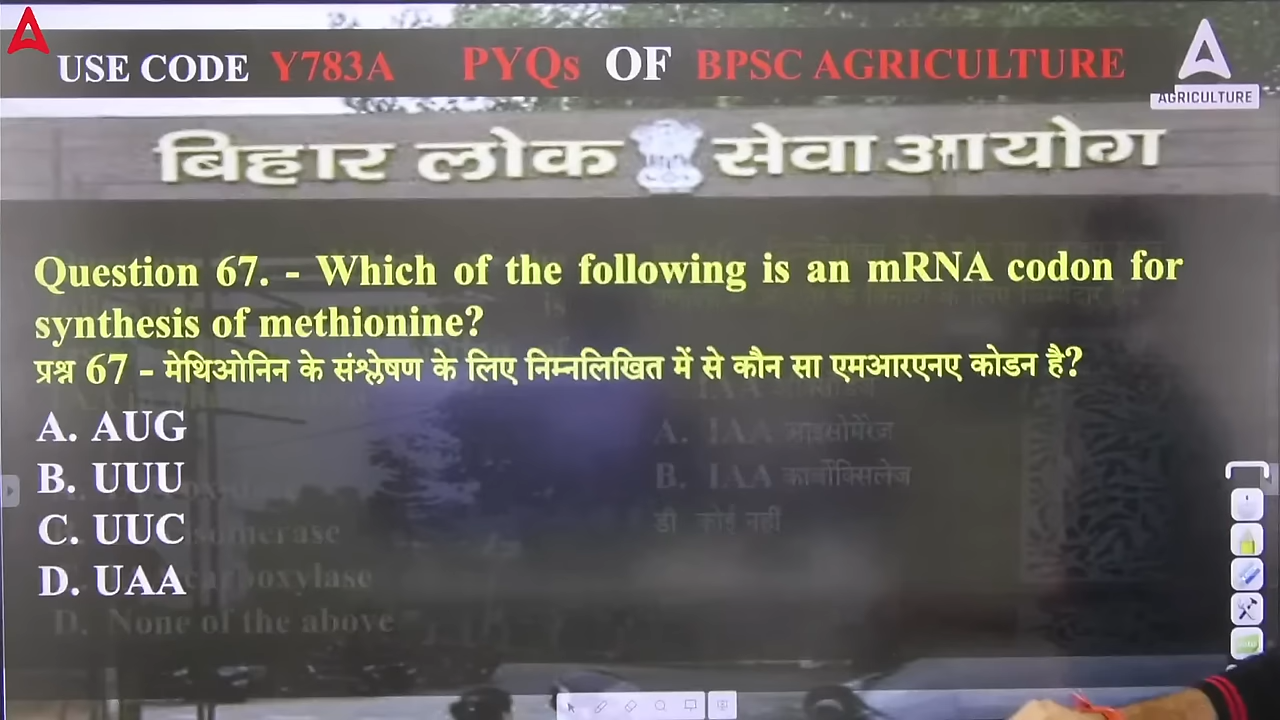 USE CODE Y783A PYQs OF BPSC AGRICULTURE
AGRICULTURE
बिहार लोक सेवा आयोग
Question 67. - Which of the following is an mRNA codon for
synthesis of methionine?
प्रश्न 67 - मेथिओनिन के संश्लेषण के लिए निम्नलिखित में से कौन सा एमआरएनए कोडन है?
A. AUG
B. UUU
C. UUC
D. UAA
A. IAA आइसोमेरेज
B. IAA कार्बोक्सिलेज
डी कोई नहीं
D. None of the above